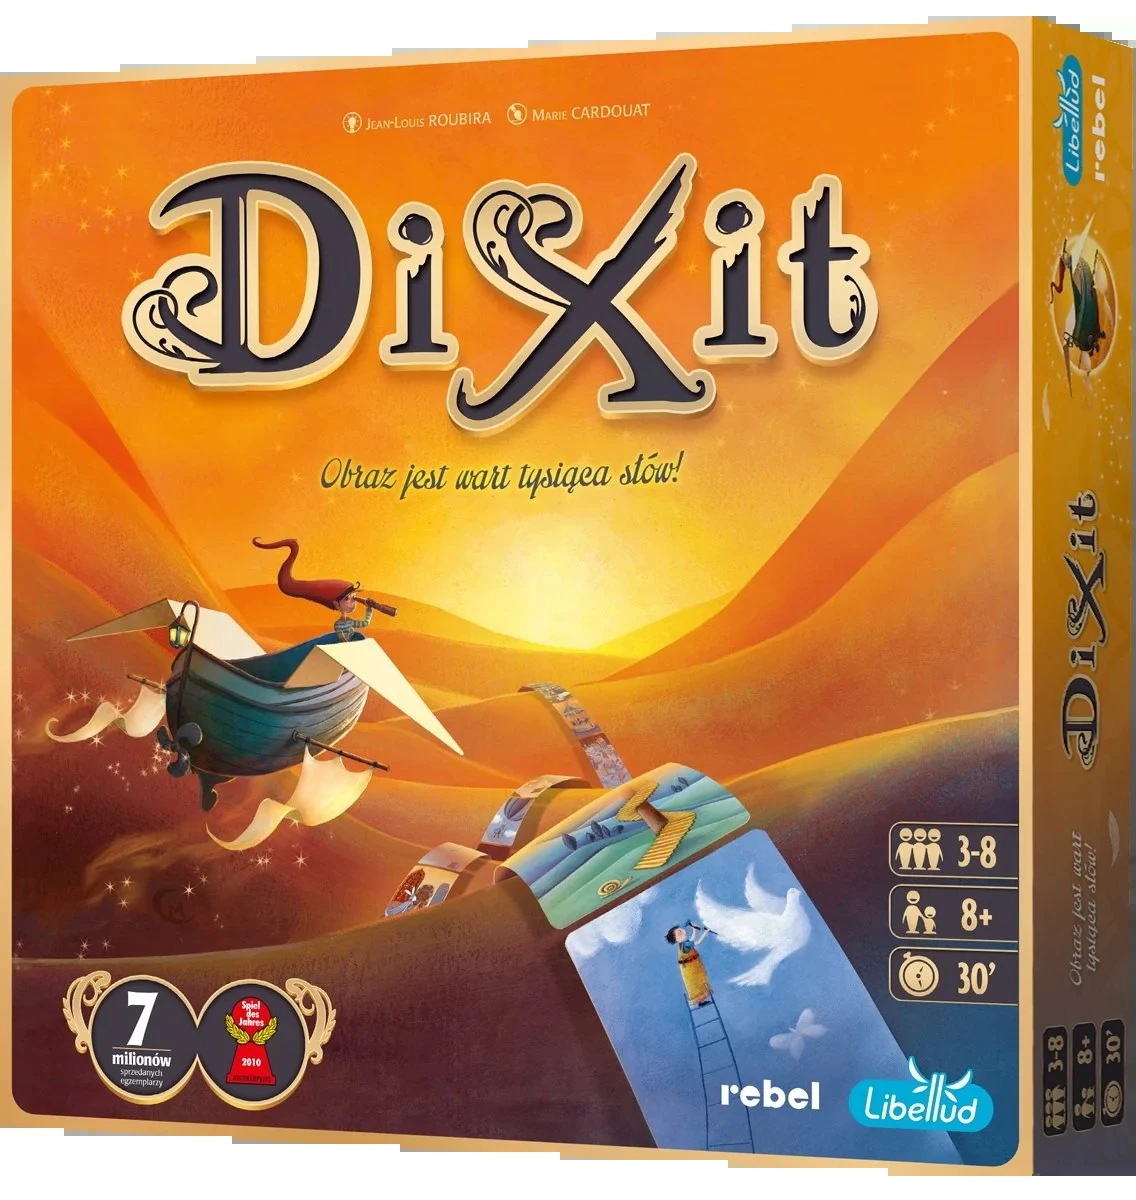 Jean-Louis ROUBIRA Marie CARDOUAT
DiXit
Obraz jest wart tysiąca słów!
3-8
8+
30’
7
milionów
sprzedanych
egzemplarzy
Spiel
des
Jahres
2010
rebel
Libellud
Libellud
rebel
DiXit
Obraz jest wart
tysiąca słów!
3-8
8+
30’